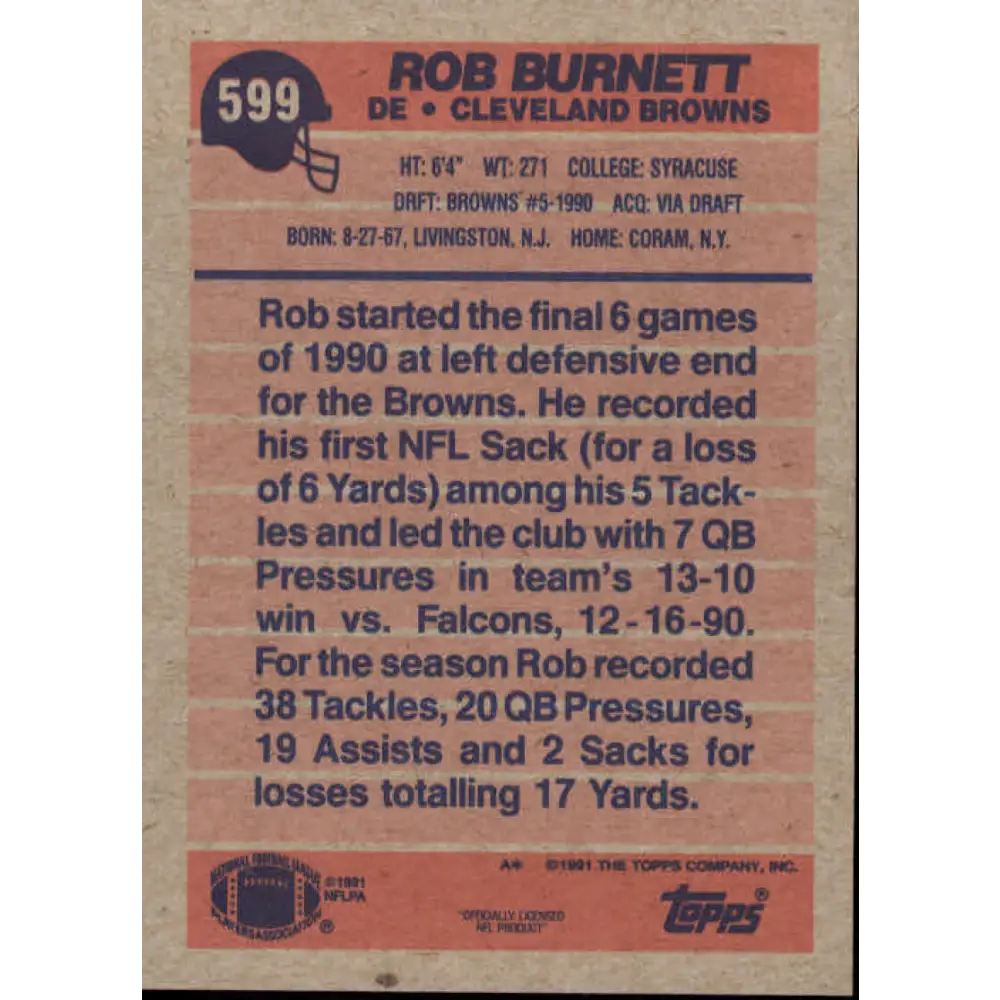 599
ROB BURNETT
DE • CLEVELAND BROWNS
HT: 6'4" WT: 271 COLLEGE: SYRACUSE
DRFT: BROWNS #5-1990 ACQ: VIA DRAFT
BORN: 8-27-67, LIVINGSTON, N.J. HOME: CORAM, N.Y.
Rob started the final 6 games
of 1990 at left defensive end
for the Browns. He recorded
his first NFL Sack (for a loss
of 6 Yards) among his 5 Tack-
les and led the club with 7 QB
Pressures in team's 13-10
win vs. Falcons, 12-16-90.
For the season Rob recorded
38 Tackles, 20 QB Pressures,
19 Assists and 2 Sacks for
losses totalling 17 Yards.
A* ©1991 THE TOPPS COMPANY, INC.
NATIONAL FOOTBALL LEAGUE
PLAYERS ASSOCIATION ®
©1991
NFLPA
"OFFICIALLY LICENSED
NFL PRODUCT"
topps®